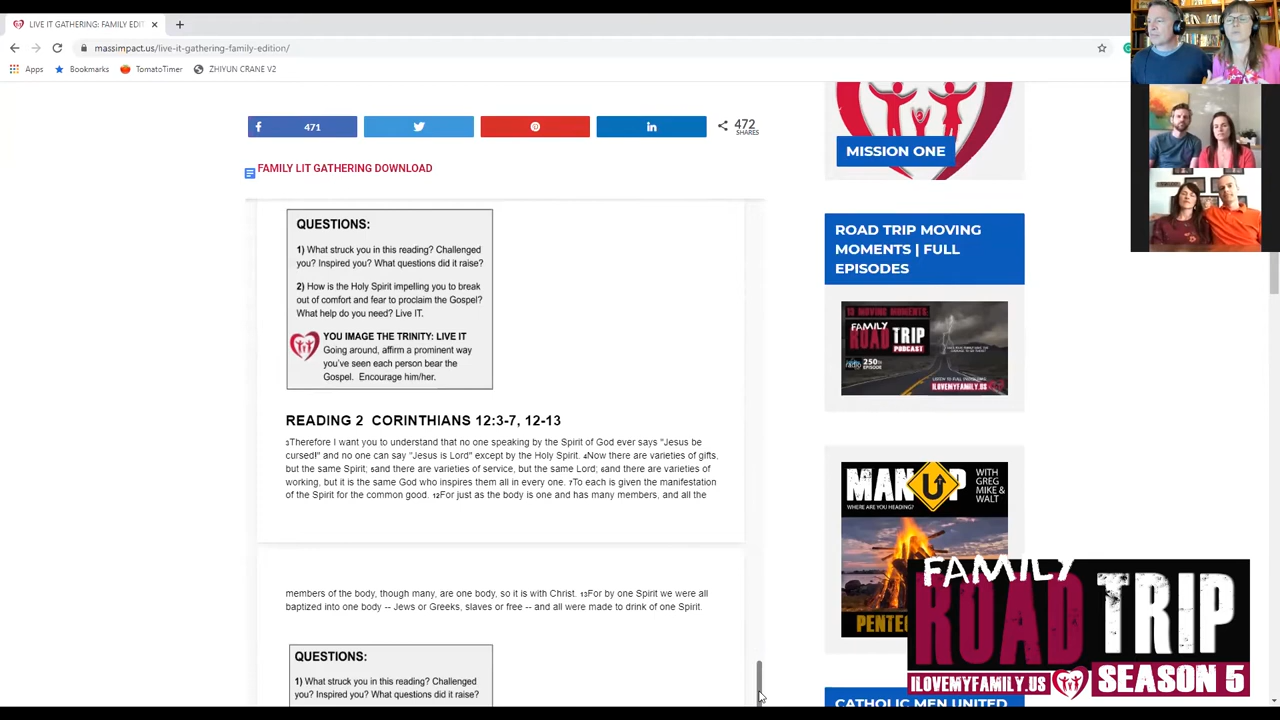 LIVE IT GATHERING: FAMILY EDIT
massimpact.us/live-it-gathering-family-edition/
Apps
Bookmarks
TomatoTimer
ZHIYUN CRANE V2
471
472
SHARES
FAMILY LIT GATHERING DOWNLOAD
QUESTIONS:
1) What struck you in this reading? Challenged
you? Inspired you? What questions did it raise?
2) How is the Holy Spirit impelling you to break
out of comfort and fear to proclaim the Gospel?
What help do you need? Live IT.
YOU IMAGE THE TRINITY: LIVE IT
Going around, affirm a prominent way
you've seen each person bear the
Gospel. Encourage him/her.
READING 2 CORINTHIANS 12:3-7, 12-13
3Therefore I want you to understand that no one speaking by the Spirit of God ever says "Jesus be
cursed!" and no one can say "Jesus is Lord" except by the Holy Spirit. 4Now there are varieties of gifts,
but the same Spirit; 5and there are varieties of service, but the same Lord; 6and there are varieties of
working, but it is the same God who inspires them all in every one. 7To each is given the manifestation
of the Spirit for the common good. 12For just as the body is one and has many members, and all the
members of the body, though many, are one body, so it is with Christ. 13For by one Spirit we were all
baptized into one body -- Jews or Greeks, slaves or free -- and all were made to drink of one Spirit.
QUESTIONS:
1) What struck you in this reading? Challenged
you? Inspired you? What questions did it raise?
MISSION ONE
ROAD TRIP MOVING
MOMENTS | FULL
EPISODES
13 MOVING MOMENTS
FAMILY
ROAD TRIP
PODCAST
250th
EPISODE
ILOVEMYFAMILY.US
MAN UP
WHERE ARE YOU HEADING?
WITH
GREG
MIKE &
WALT
PENTE
CATHOLIC MEN UNITED
FAMILY
ROAD TRIP
ILOVEMYFAMILY.US
SEASON 5